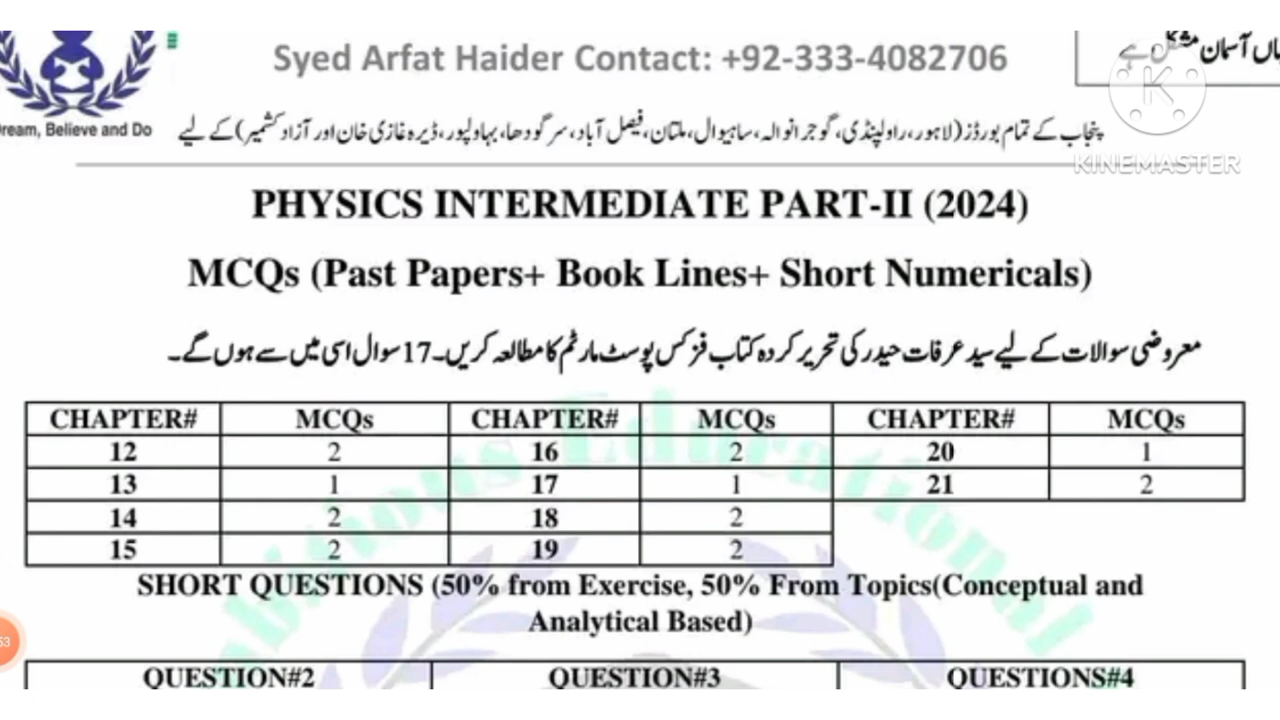 Syed Arfat Haider Contact: +92-333-4082706
ream, Believe and Do
پنجاب کے تمام بورڈز(لاہور،راولپنڈی،گوجرانوالہ،ساہیوال،ملتان،فیصل آباد،سرگودھا،بہاولپور،ڈیرہ غازی خان اور آزاد کشمیر)کے لیے
KINEMASTER
PHYSICS INTERMEDIATE PART-II (2024)
MCQs (Past Papers+ Book Lines+ Short Numericals)
معروضی سوالات کے لیے سید عرفات حیدر کی تحریر کردہ کتاب فزکس پوسٹ مارٹم کا مطالعہ کریں۔17 سوال اسی میں سے ہوں گے۔
CHAPTER# MCQs CHAPTER# MCQs CHAPTER# MCQs
12 2 16 2 20 1
13 1 17 1 21 2
14 2 18 2
15 2 19 2
SHORT QUESTIONS (50% from Exercise, 50% From Topics(Conceptual and
Analytical Based)
QUESTION#2 QUESTION#3 QUESTIONS#4
53